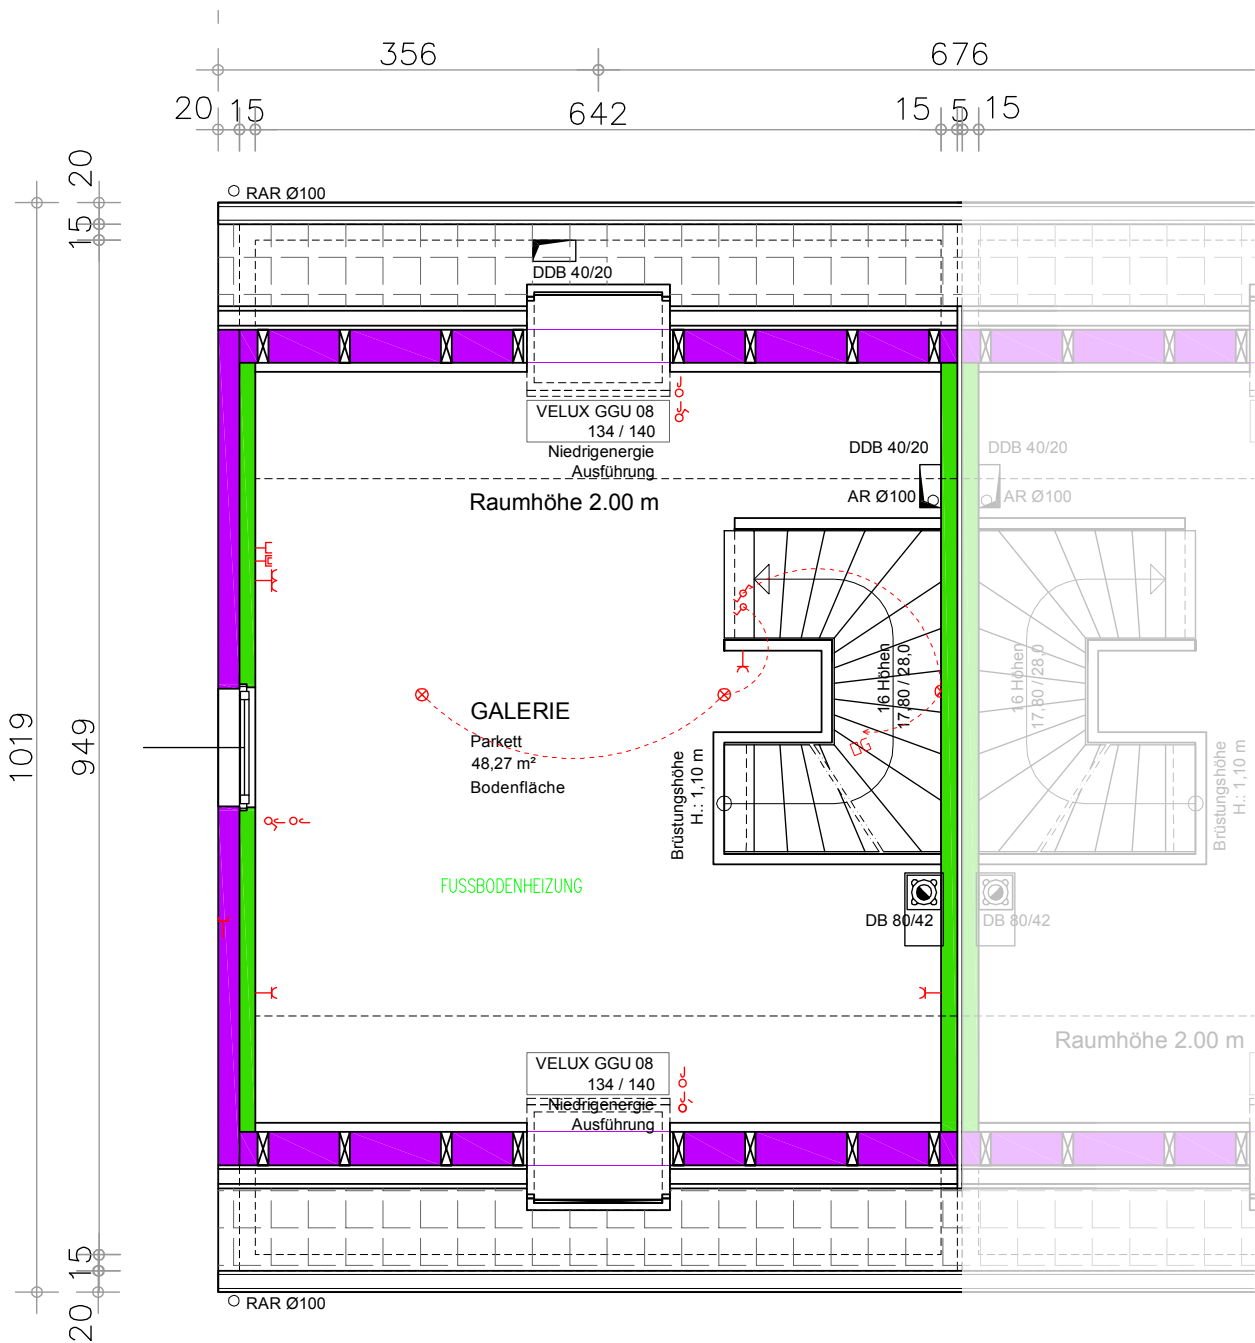 356
676
20
15
642
15
5
15
20
15
1019
949
15
20
RAR Ø100
DDB 40/20
VELUX GGU 08
134 / 140
Niedrigenergie
Ausführung
Raumhöhe 2.00 m
DDB 40/20
AR Ø100
DDB 40/20
AR Ø100
16 Höhen
17,80 / 28,0
16 Höhen
17,80 / 28,0
GALERIE
Parkett
48,27 m²
Bodenfläche
DG
Brüstungshöhe
H.: 1,10 m
Brüstungshöhe
H.: 1,10 m
FUSSBODENHEIZUNG
DB 80/42
DB 80/42
Raumhöhe 2.00 m
VELUX GGU 08
134 / 140
Niedrigenergie
Ausführung
RAR Ø100